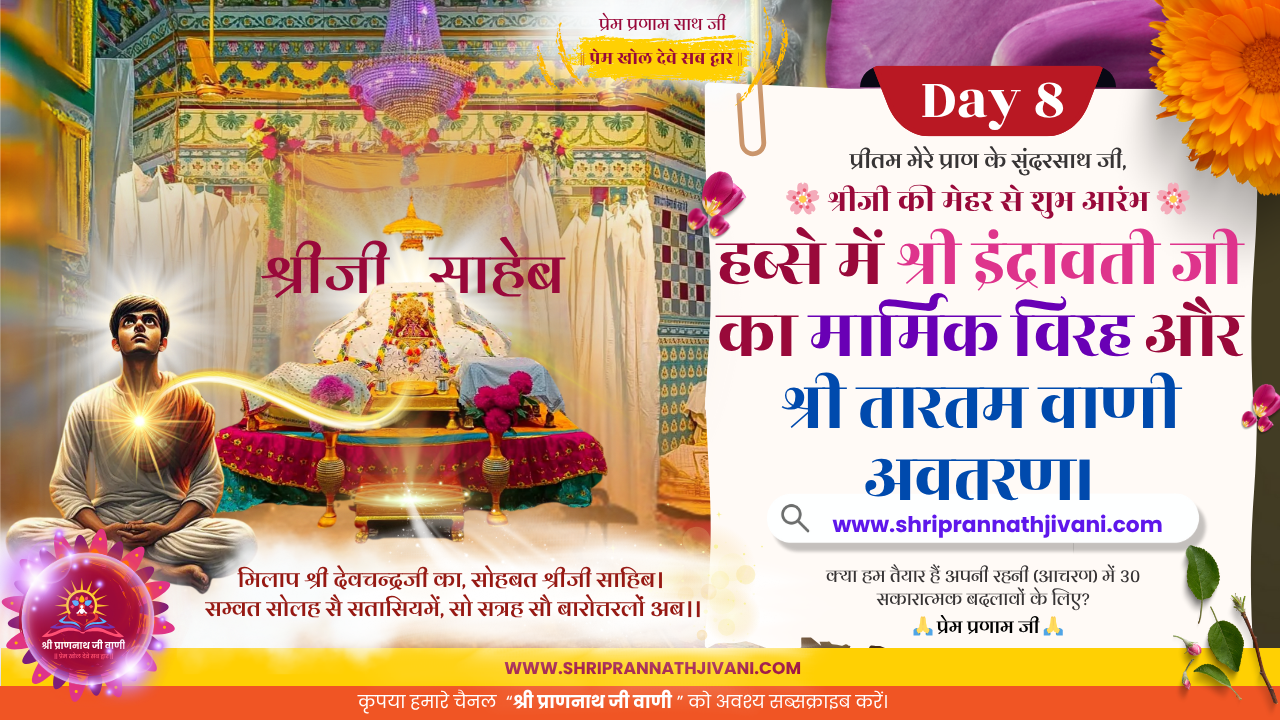 प्रेम प्रणाम साथ जी
॥ प्रेम खोल देवे सब द्वार ॥
Day 8
प्रीतम मेरे प्राण के सुंदरसाथ जी,
🌸 श्रीजी की मेहर से शुभ आरंभ 🌸
हब्से में श्री इंद्रावती जी
का मार्मिक विरह और
श्री तारतम वाणी
अवतरण।
www.shriprannathjivani.com
क्या हम तैयार हैं अपनी रहनी (आचरण) में 30
सकारात्मक बदलावों के लिए?
🙏 प्रेम प्रणाम जी 🙏
श्रीजी साहेब
मिलाप श्री देवचन्द्रजी का, सोहबत श्रीजी साहिब।
सम्वत सोलह सै सतासियमें, सो सत्रह सौ बारोत्तरलों अब।।
श्री प्राणनाथ जी वाणी
॥ प्रेम खोल देवे सब द्वार ॥
WWW.SHRIPRANNATHJIVANI.COM
कृपया हमारे चैनल “श्री प्राणनाथ जी वाणी ” को अवश्य सब्सक्राइब करें।